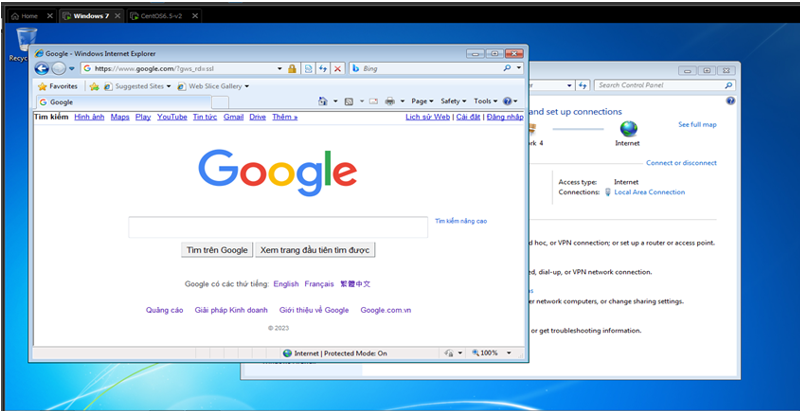 Home
Windows 7
CentOS6.5-v2
Google - Windows Internet Explorer
https://www.google.com/?gws_rd=ssl
Bing
Search Control Panel
Favorites
Suggested Sites
Web Slice Gallery
Google
Page
Safety
Tools
Tìm kiếm Hình ảnh Maps Play YouTube Tin tức Gmail Drive Thêm »
Lịch sử Web | Cài đặt | Đăng nhập
and set up connections
See full map
Internet
Google
Connect or disconnect
Access type: Internet
Connections: Local Area Connection
Tìm kiếm nâng cao
Tìm trên Google
Xem trang đầu tiên tìm được
d hoc, or VPN connection; or set up a router or access point.
Google có các thứ tiếng: English Français 繁體中文
ed, dial-up, or VPN network connection.
er network computers, or change sharing settings.
Quảng cáo Giải pháp Kinh doanh Giới thiệu về Google Google.com.vn
© 2023
or get troubleshooting information.
Internet | Protected Mode: On
100%